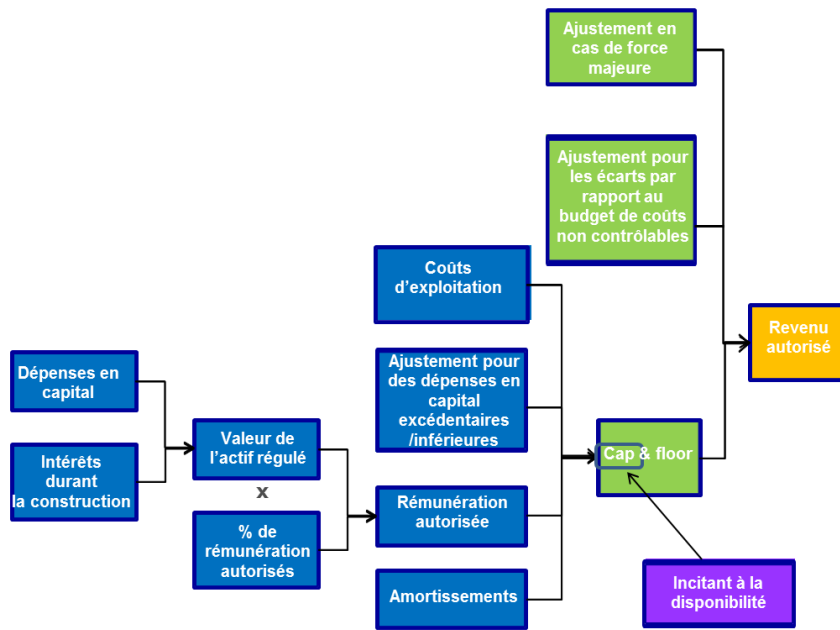 Ajustement en
cas de force
majeure
Ajustement pour
les écarts par
rapport au
budget de coûts
non contrôlables
Coûts
d'exploitation
Revenu
autorisé
Dépenses en
capital
Ajustement pour
des dépenses en
capital
excédentaires
/inférieures
Valeur de
l'actif régulé
Cap & floor
Intérêts
durant
la construction
x
Rémunération
autorisée
% de
rémunération
autorisés
Amortissements
Incitant à la
disponibilité